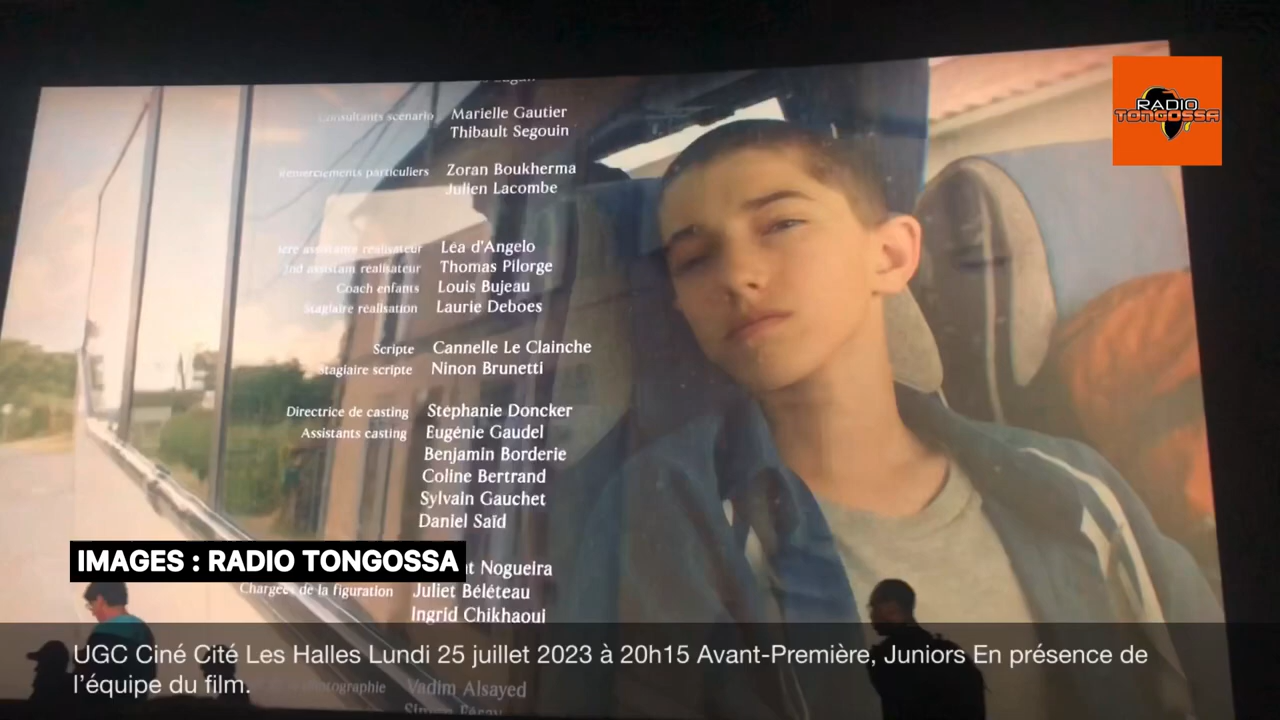 Consultants scenario Marielle Gautier
Thibault Segouin
Remerciements particuliers Zoran Boukherma
Julien Lacombe
RADIO
TONGOSSA
1ère assistante réalisateur Léa d'Angelo
2nd assistant réalisateur Thomas Pilorge
Coach enfants Louis Bujeau
Stagiaire réalisation Laurie Deboes
Scripte Cannelle Le Clainche
Stagiaire scripte Ninon Brunetti
Directrice de casting Stéphanie Doncker
Assistants casting Eugénie Gaudel
Benjamin Borderie
Coline Bertrand
Sylvain Gauchet
Daniel Saïd
IMAGES : RADIO TONGOSSA
Nogueira
Chargées de la figuration Juliet Béléteau
Ingrid Chikhaoui
UGC Ciné Cité Les Halles Lundi 25 juillet 2023 à 20h15 Avant-Première, Juniors En présence de
l'équipe du film.
photographie Vadim Alsayed